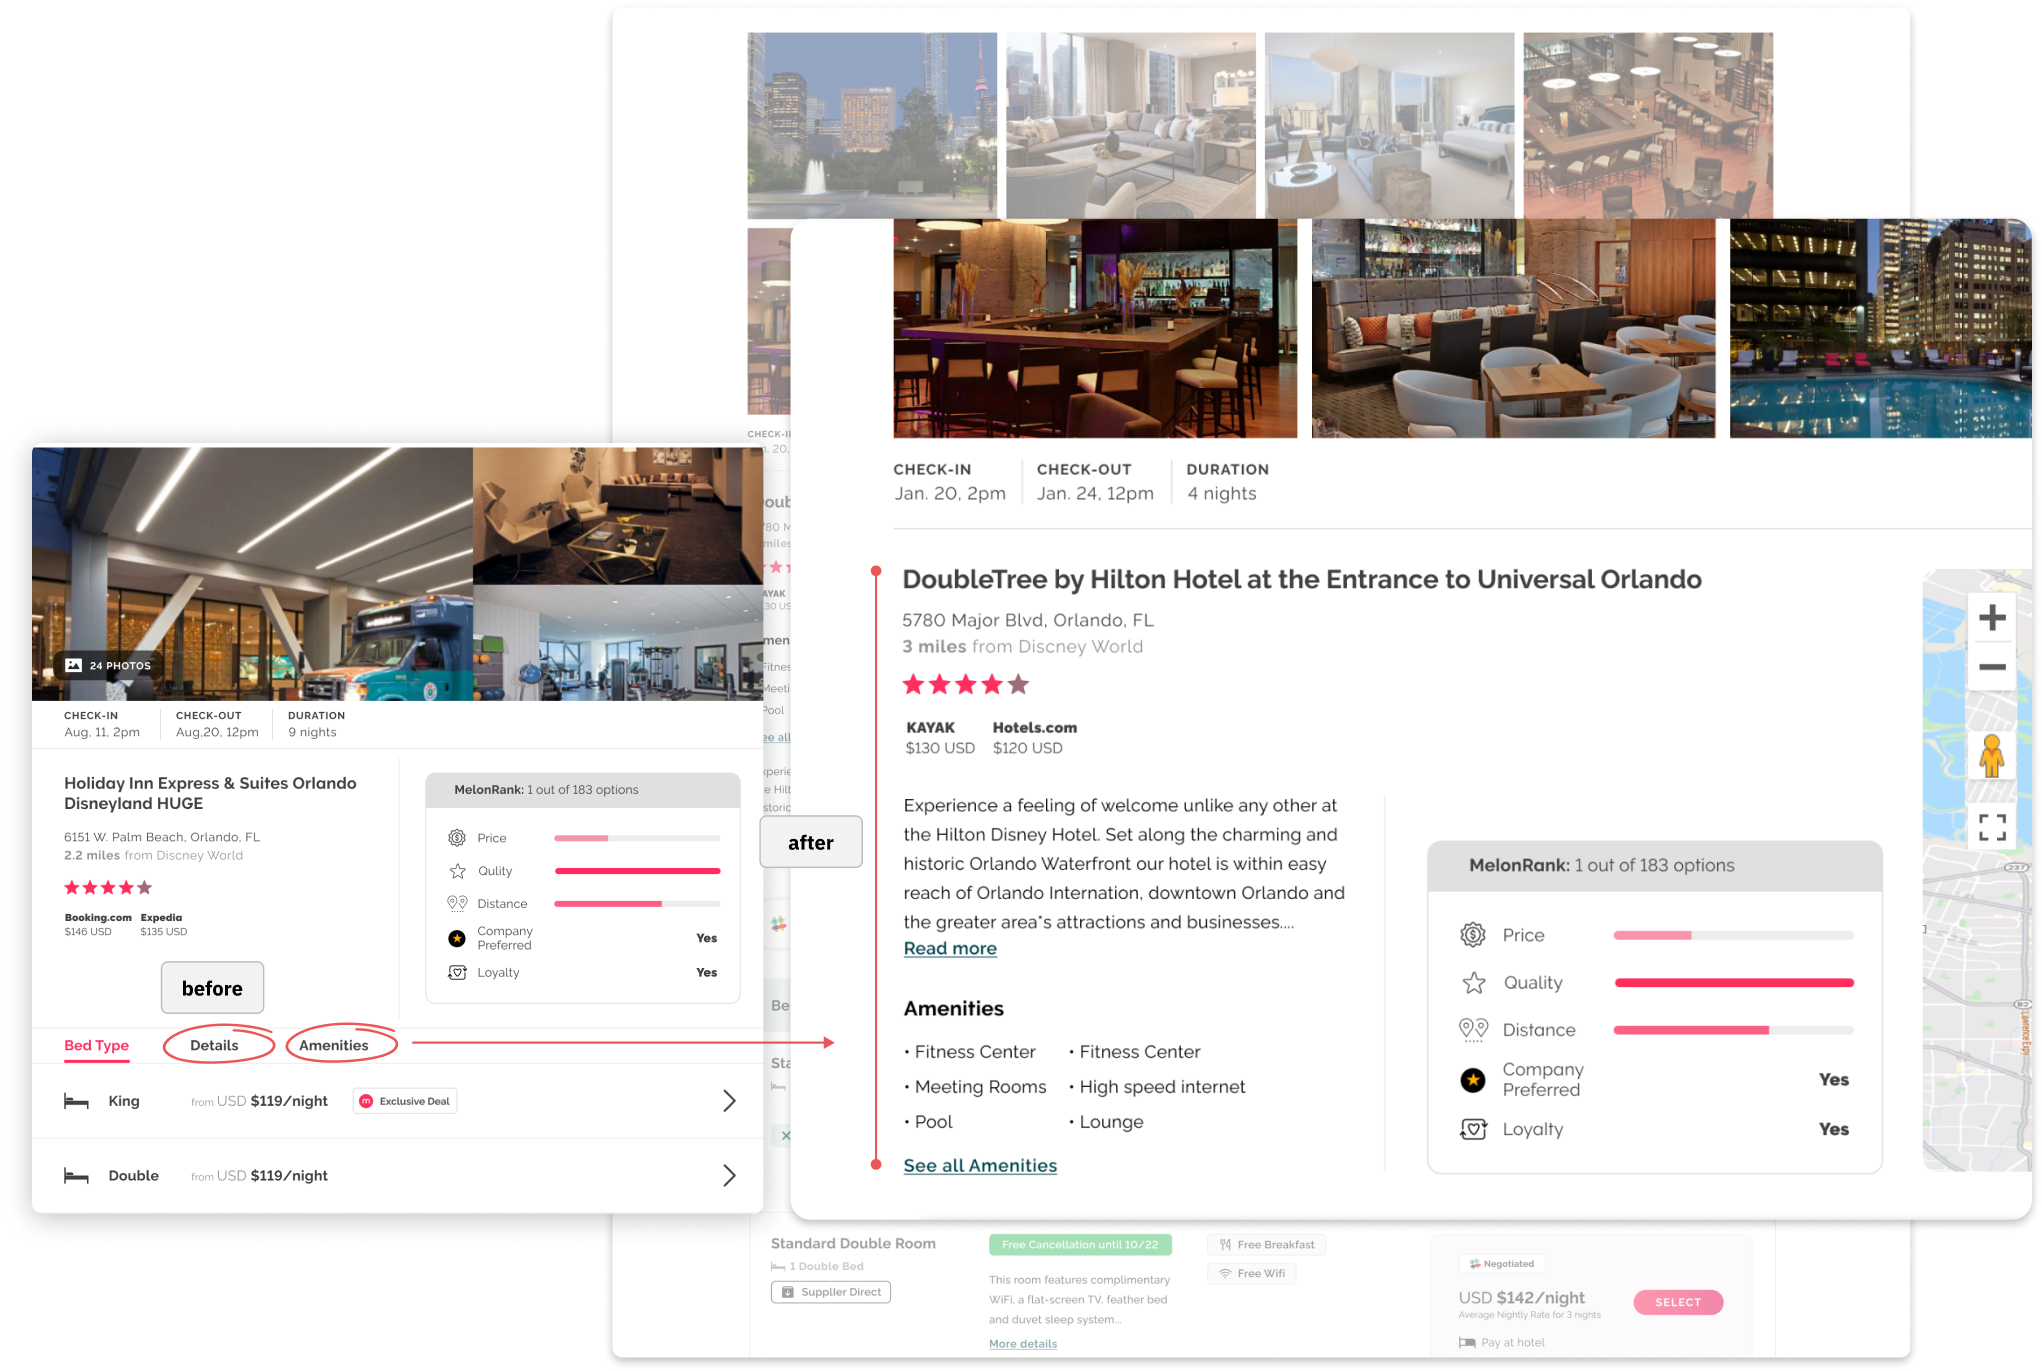 24 PHOTOS
CHECK-IN
CHECK-OUT
DURATION
Aug, 11, 2pm
Aug,20, 12pm
9 nights
Holiday Inn Express & Suites Orlando
Disneyland HUGE
6151 W. Palm Beach, Orlando, FL
2.2 miles from Discney World
Booking.com Expedia
$146 USD $135 USD
MelonRank: 1 out of 183 options
Price
Qulity
Distance
Company
Preferred
Yes
Loyalty
Yes
before
Bed Type
Details
Amenities
King
from USD $119/night
m Exclusive Deal
Double
from USD $119/night
after
CHECK-IN
CHECK-OUT
DURATION
Jan. 20, 2pm
Jan. 24, 12pm
4 nights
DoubleTree by Hilton Hotel at the Entrance to Universal Orlando
5780 Major Blvd, Orlando, FL
3 miles from Discney World
KAYAK Hotels.com
$130 USD $120 USD
Experience a feeling of welcome unlike any other at
the Hilton Disney Hotel. Set along the charming and
historic Orlando Waterfront our hotel is within easy
reach of Orlando Internation, downtown Orlando and
the greater area*s attractions and businesses....
Read more
Amenities
• Fitness Center
• Fitness Center
• Meeting Rooms
• High speed internet
• Pool
• Lounge
See all Amenities
MelonRank: 1 out of 183 options
Price
Quality
Distance
Company
Preferred
Yes
Loyalty
Yes
237
82
Lawrence Expy
Standard Double Room
1 Double Bed
Supplier Direct
Free Cancellation until 10/22
This room features complimentary
WiFi, a flat-screen TV, feather bed
and duvet sleep system...
More details
Free Breakfast
Free Wifi
Negotiated
USD $142/night
Average Nightly Rate for 3 nights
SELECT
Pay at hotel